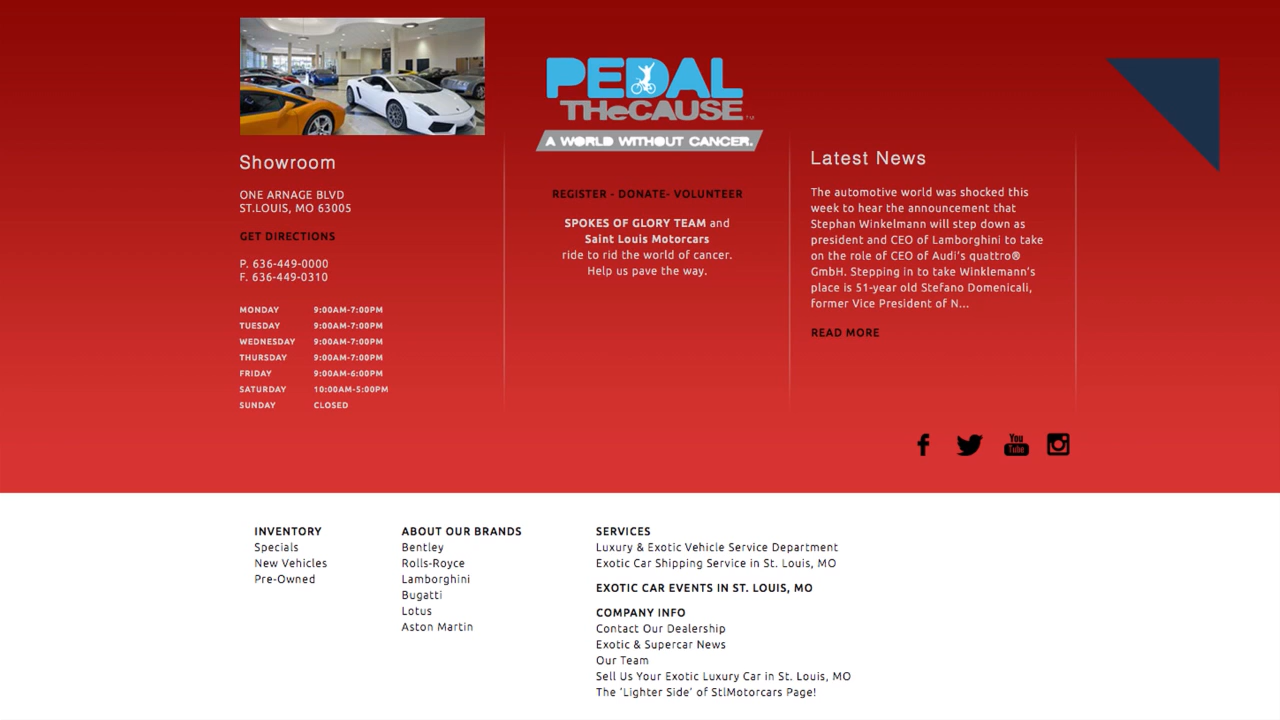 Showroom
ONE ARNAGE BLVD
ST.LOUIS, MO 63005
GET DIRECTIONS
P. 636-449-0000
F. 636-449-0310
MONDAY 9:00AM-7:00PM
TUESDAY 9:00AM-7:00PM
WEDNESDAY 9:00AM-7:00PM
THURSDAY 9:00AM-7:00PM
FRIDAY 9:00AM-6:00PM
SATURDAY 10:00AM-5:00PM
SUNDAY CLOSED
PEDAL
THeCAUSE™
A WORLD WITHOUT CANCER.
REGISTER - DONATE- VOLUNTEER
SPOKES OF GLORY TEAM and
Saint Louis Motorcars
ride to rid the world of cancer.
Help us pave the way.
Latest News
The automotive world was shocked this
week to hear the announcement that
Stephan Winkelmann will step down as
president and CEO of Lamborghini to take
on the role of CEO of Audi's quattro®
GmbH. Stepping in to take Winklemann's
place is 51-year old Stefano Domenicali,
former Vice President of N...
READ MORE
You
Tube
INVENTORY
Specials
New Vehicles
Pre-Owned
ABOUT OUR BRANDS
Bentley
Rolls-Royce
Lamborghini
Bugatti
Lotus
Aston Martin
SERVICES
Luxury & Exotic Vehicle Service Department
Exotic Car Shipping Service in St. Louis, MO
EXOTIC CAR EVENTS IN ST. LOUIS, MO
COMPANY INFO
Contact Our Dealership
Exotic & Supercar News
Our Team
Sell Us Your Exotic Luxury Car in St. Louis, MO
The 'Lighter Side' of StlMotorcars Page!